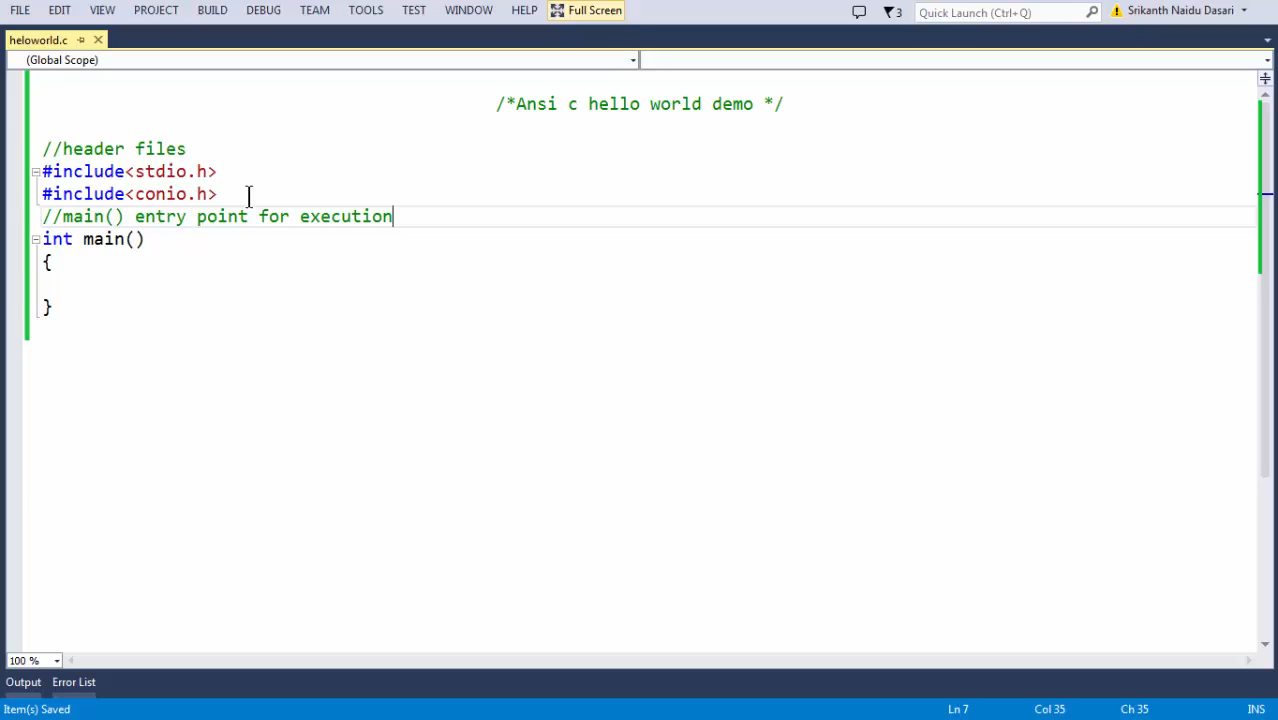 FILE EDIT VIEW PROJECT BUILD DEBUG TEAM TOOLS TEST WINDOW HELP Full Screen 3 Quick Launch (Ctrl+Q) Srikanth Naidu Dasari
heloworld.c
(Global Scope)
/*Ansi c hello world demo */
//header files
#include<stdio.h>
#include<conio.h>
//main() entry point for execution
int main()
{
}
100 %
Output Error List
Item(s) Saved Ln 7 Col 35 Ch 35 INS